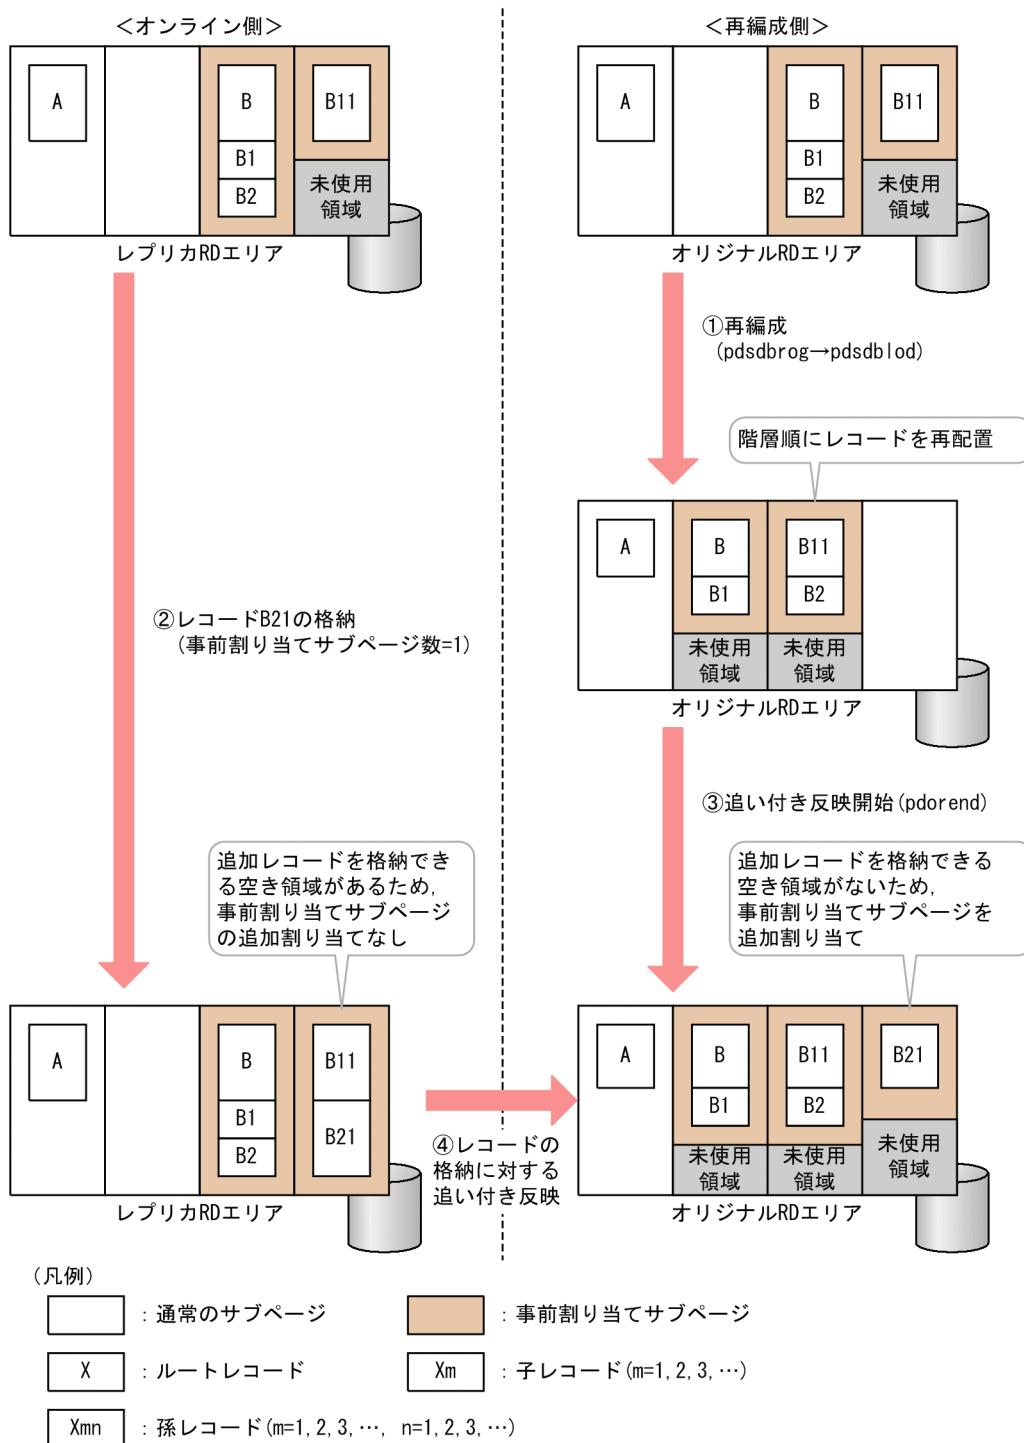 ＜オンライン側＞
＜再編成側＞
A
B
B1
B2
B11
未使用
領域
レプリカRDエリア
A
B
B1
B2
B11
未使用
領域
オリジナルRDエリア
①再編成
(pdsdbrog→pdsdblod)
階層順にレコードを再配置
A
B
B1
未使用
領域
B11
B2
未使用
領域
オリジナルRDエリア
②レコードB21の格納
(事前割り当てサブページ数=1)
③追い付き反映開始(pdorend)
追加レコードを格納でき
る空き領域があるため,
事前割り当てサブページ
の追加割り当てなし
追加レコードを格納できる
空き領域がないため,
事前割り当てサブページを
追加割り当て
A
B
B1
B2
B11
B21
レプリカRDエリア
④レコードの
格納に対する
追い付き反映
A
B
B1
未使用
領域
B11
B2
未使用
領域
B21
未使用
領域
オリジナルRDエリア
(凡例)
：通常のサブページ
：事前割り当てサブページ
X ：ルートレコード
Xm ：子レコード(m=1,2,3,…)
Xmn ：孫レコード(m=1,2,3,…, n=1,2,3,…)